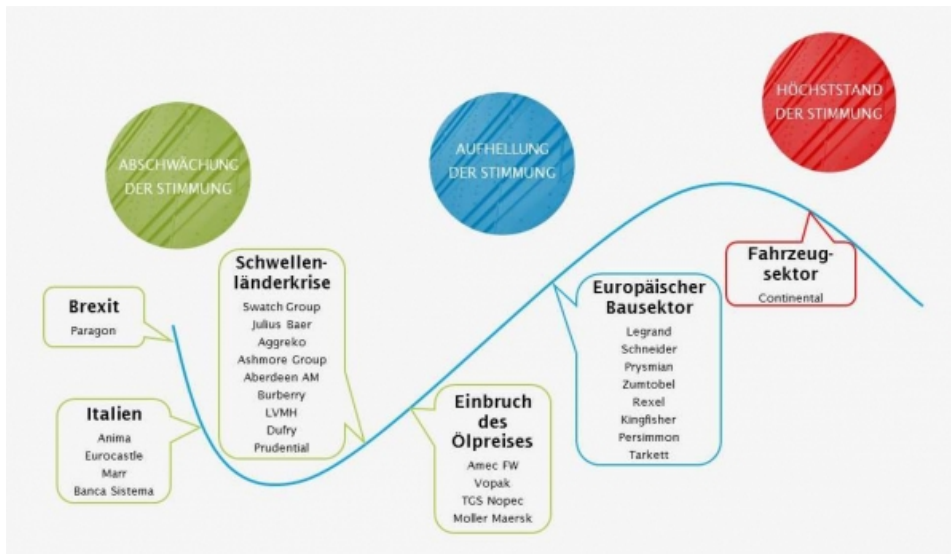 ABSCHWÄCHUNG
DER STIMMUNG
AUFHELLUNG
DER STIMMUNG
HÖCHSTSTAND
DER STIMMUNG
Brexit
Paragon
Italien
Anima
Eurocastle
Marr
Banca Sistema
Schwellen-
länderkrise
Swatch Group
Julius Baer
Aggreko
Ashmore Group
Aberdeen AM
Burberry
LVMH
Dufry
Prudential
Einbruch
des
Ölpreises
Amec FW
Vopak
TGS Nopec
Moller Maersk
Europäischer
Bausektor
Legrand
Schneider
Prysmian
Zumtobel
Rexel
Kingfisher
Persimmon
Tarkett
Fahrzeug-
sektor
Continental